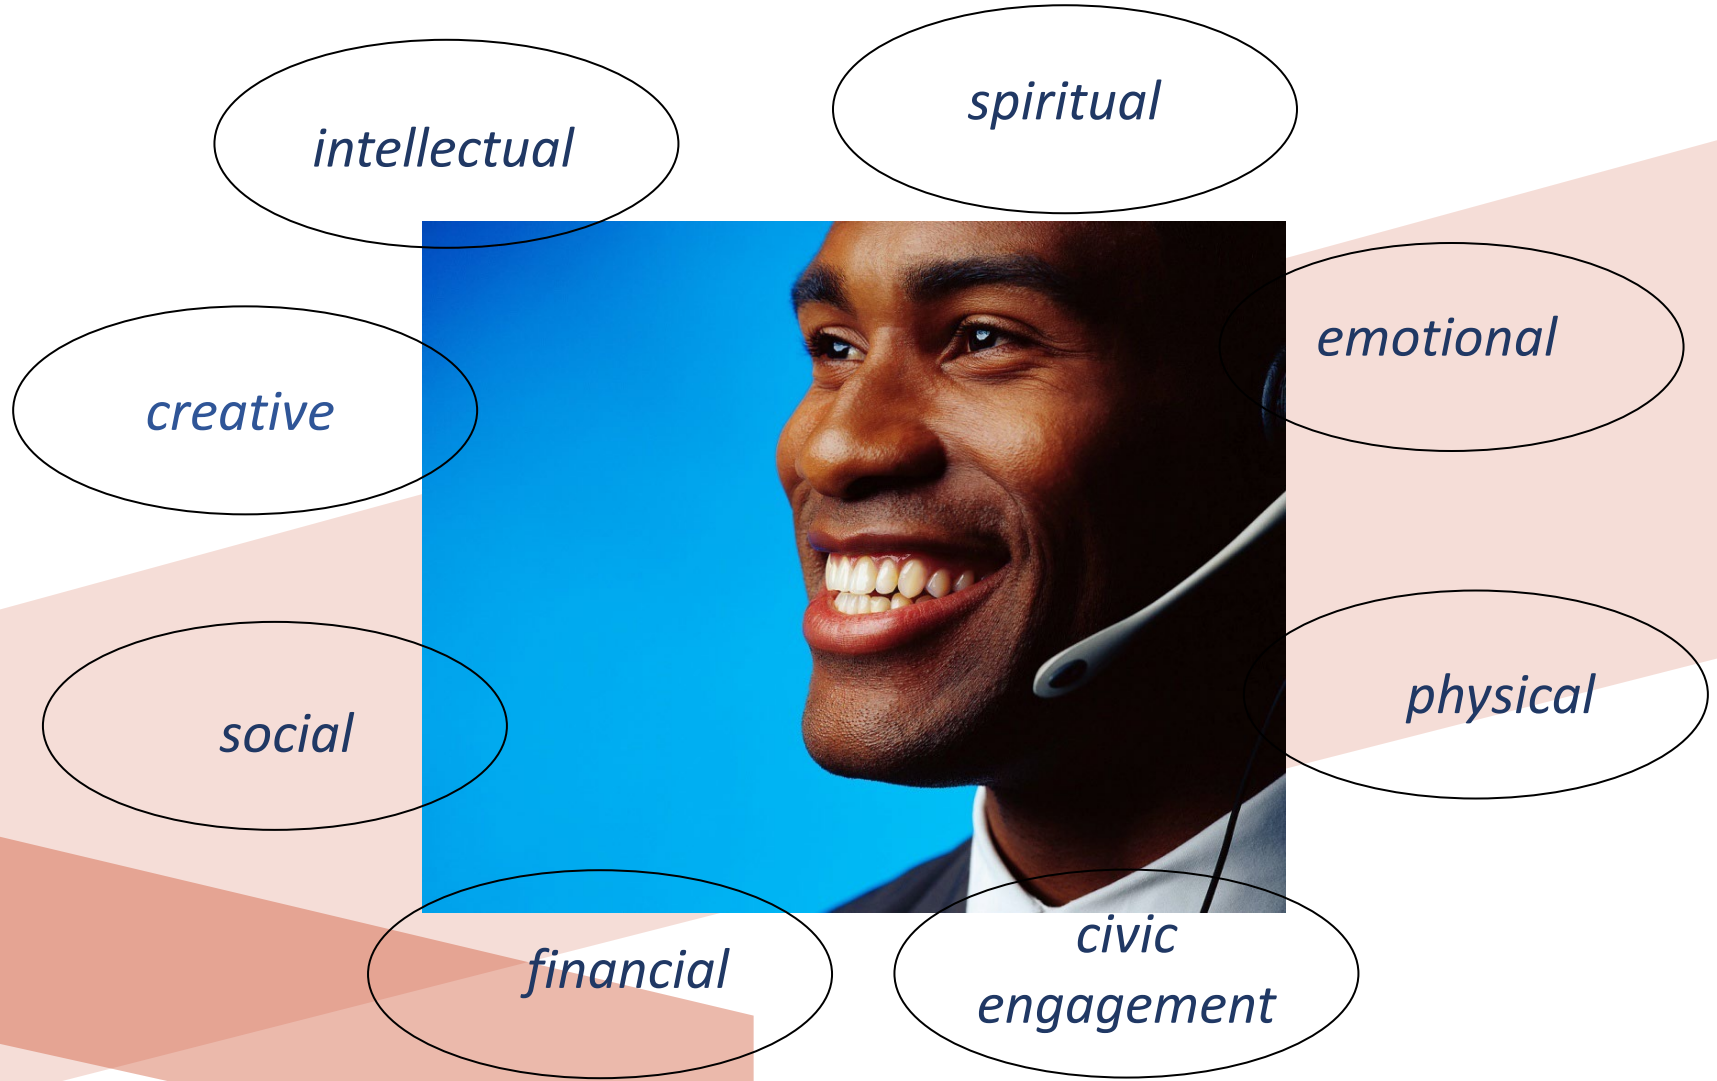 spiritual
intellectual
emotional
creative
physical
social
civic
engagement
financial